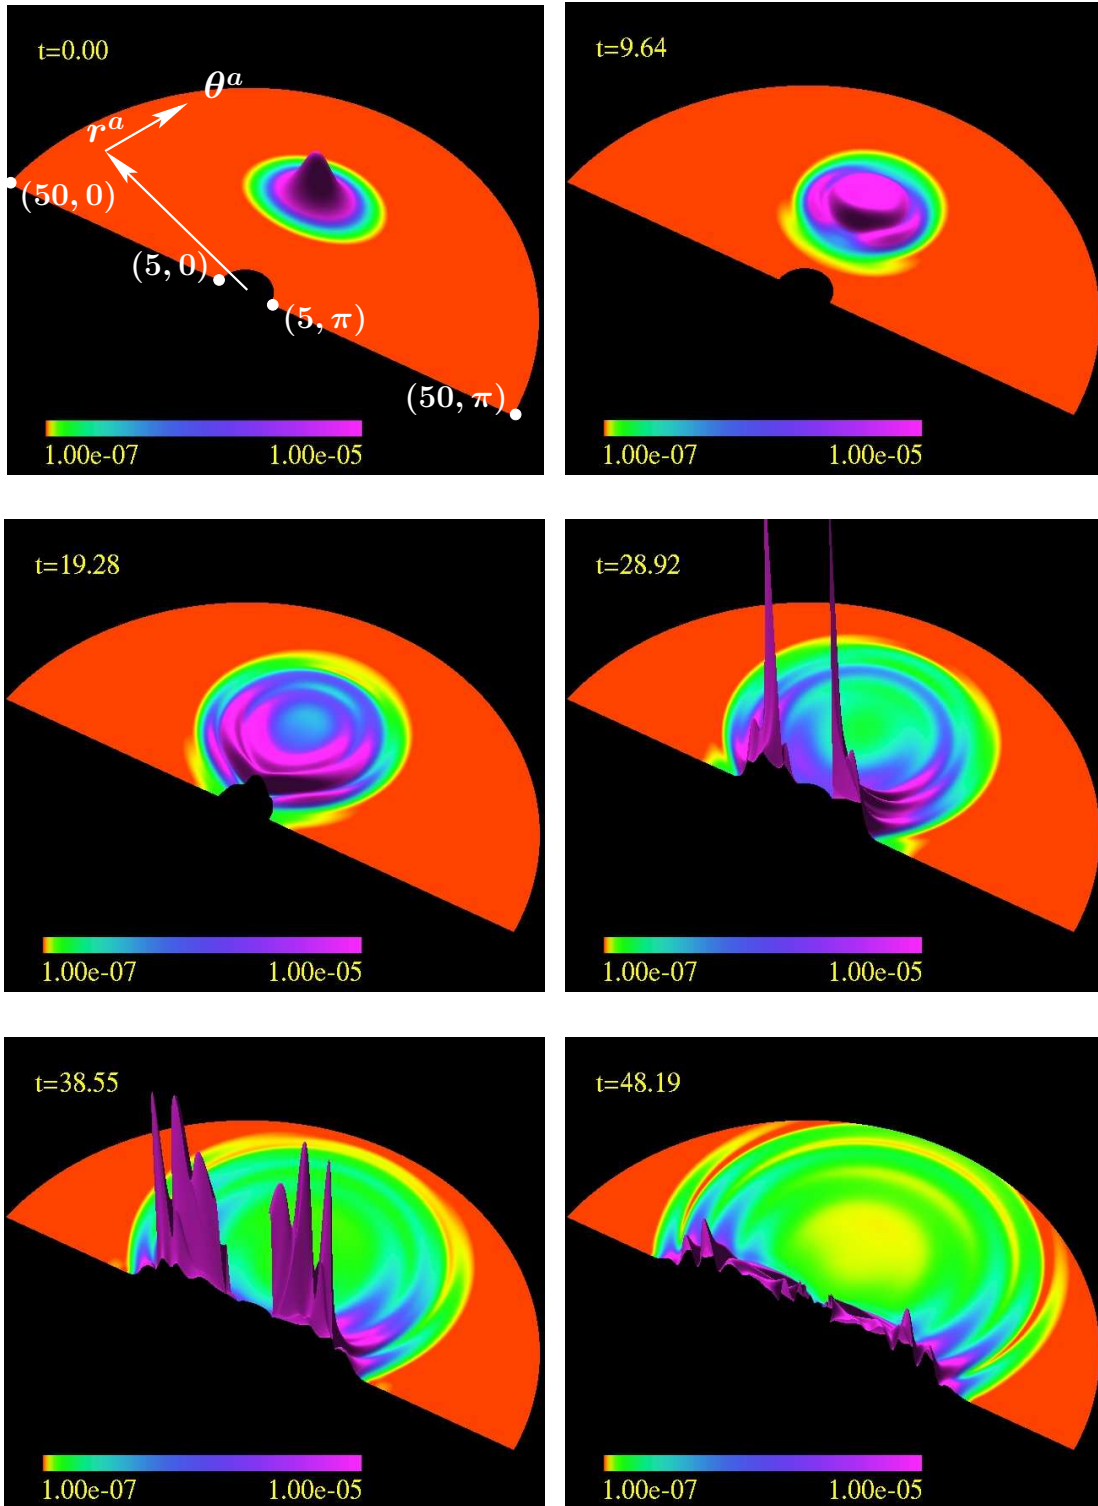 t=0.00
θᵃ
rᵃ
(50, 0)
(5, 0)
(5, π)
(50, π)
1.00e-07 1.00e-05
t=9.64
1.00e-07 1.00e-05
t=19.28
1.00e-07 1.00e-05
t=28.92
1.00e-07 1.00e-05
t=38.55
1.00e-07 1.00e-05
t=48.19
1.00e-07 1.00e-05